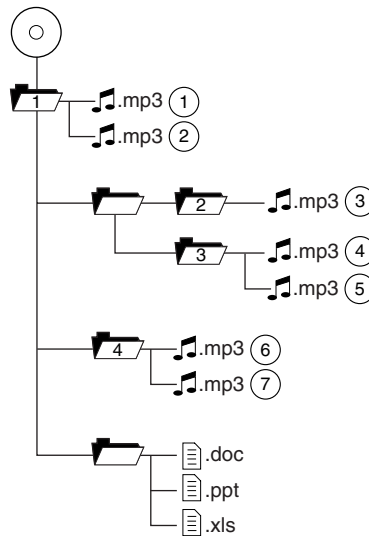 1 .mp3 1
.mp3 2
2 .mp3 3
3 .mp3 4
.mp3 5
4 .mp3 6
.mp3 7
.doc
.ppt
.xls